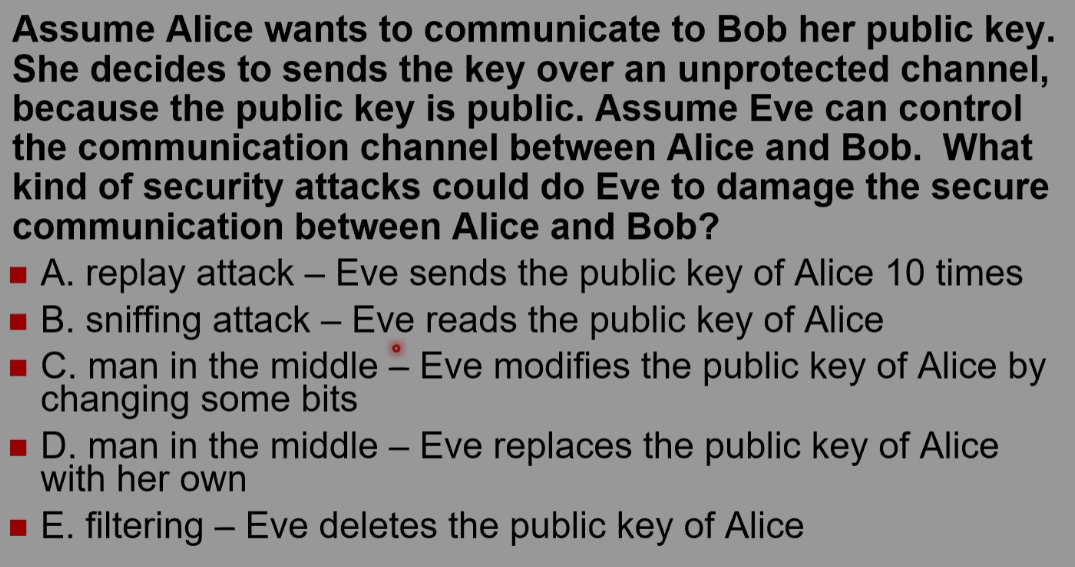 Assume Alice wants to communicate to Bob her public key.
She decides to sends the key over an unprotected channel,
because the public key is public. Assume Eve can control
the communication channel between Alice and Bob.  What
kind of security attacks could do Eve to damage the secure
communication between Alice and Bob?
A. replay attack – Eve sends the public key of Alice 10 times
B. sniffing attack – Eve reads the public key of Alice
C. man in the middle – Eve modifies the public key of Alice by
changing some bits
D. man in the middle – Eve replaces the public key of Alice
with her own
E. filtering – Eve deletes the public key of Alice